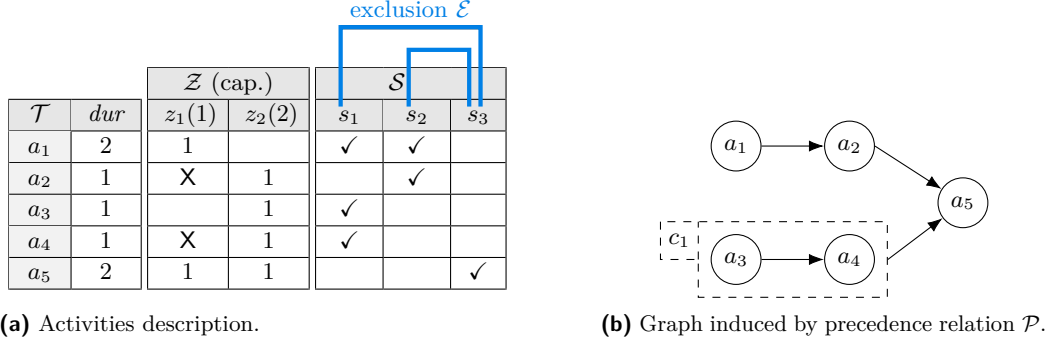 exclusion ℰ
𝒵 (cap.) 𝒮
𝒯 dur z₁(1) z₂(2) s₁ s₂ s₃
a₁ 2 1 ✓ ✓
a₂ 1 X 1 ✓
a₃ 1 1 ✓
a₄ 1 X 1 ✓
a₅ 2 1 1 ✓
a₁ a₂
a₅
c₁
a₃ a₄
(a) Activities description.
(b) Graph induced by precedence relation 𝒫.